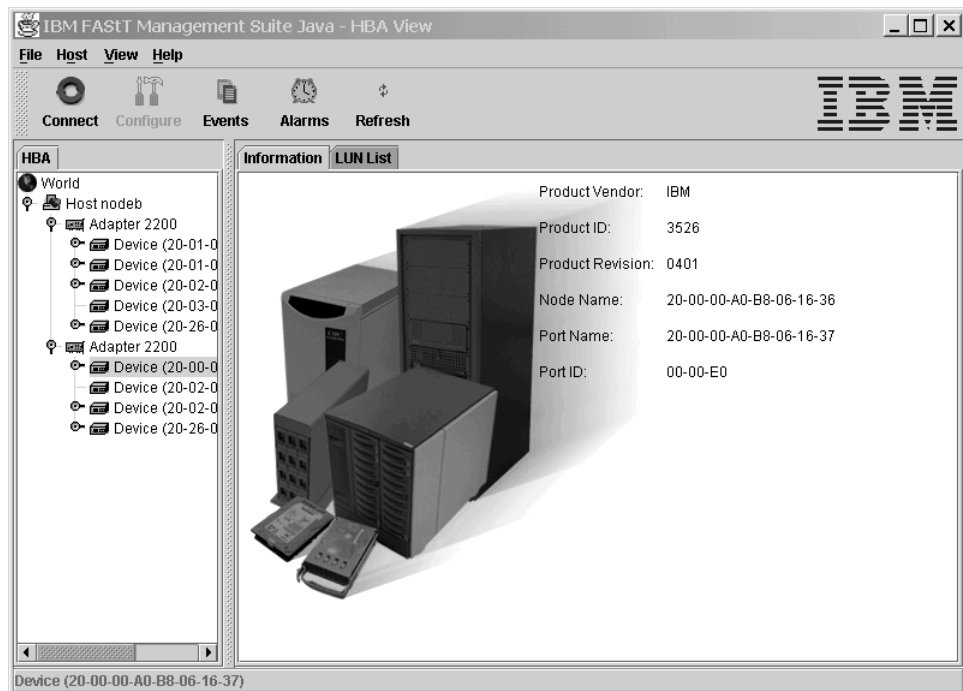 IBM FAStT Management Suite Java - HBA View
File Host View Help
Connect Configure Events Alarms Refresh
IBM
HBA
Information LUN List
World
Host nodeb
Adapter 2200
Device (20-01-0
Device (20-01-0
Device (20-02-0
Device (20-03-0
Device (20-26-0
Adapter 2200
Device (20-00-0
Device (20-02-0
Device (20-02-0
Device (20-26-0
Product Vendor: IBM
Product ID: 3526
Product Revision: 0401
Node Name: 20-00-00-A0-B8-06-16-36
Port Name: 20-00-00-A0-B8-06-16-37
Port ID: 00-00-E0
Device (20-00-00-A0-B8-06-16-37)